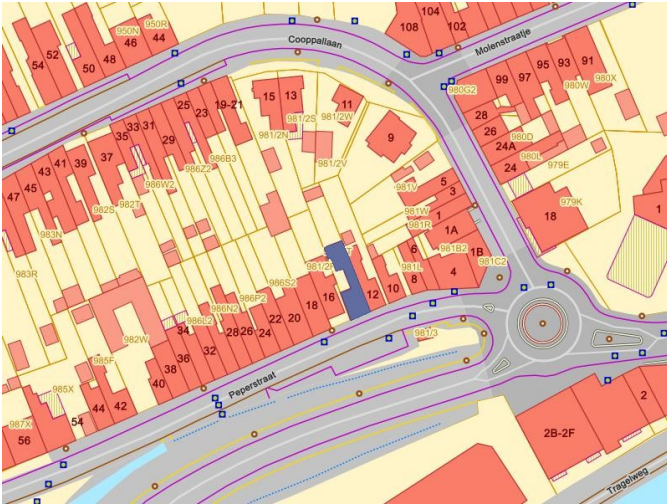 104
108
102
950R
950N
46
44
52
54
50
48
Cooppallaan
Molenstraatje
99
97
95
93
91
980X
980W
980G2
15
13
11
9
25
23
19-21
28
26
24A
24
980D
980L
979E
979K
18
1
35
33
31
29
37
39
41
43
45
47
981/2N
981/2S
981/2W
981/2V
986B3
986Z2
986W2
982T
982S
983N
983R
981V
981W
981R
5
3
1
1A
1B
981B2
981C2
6
8
4
981L
10
12
16
18
20
22
24
26
28
32
34
36
38
40
986S2
986P2
986N2
986L2
982W
985F
985X
987X
42
44
54
56
Peperstraat
981/3
2B-2F
2
Tragelweg